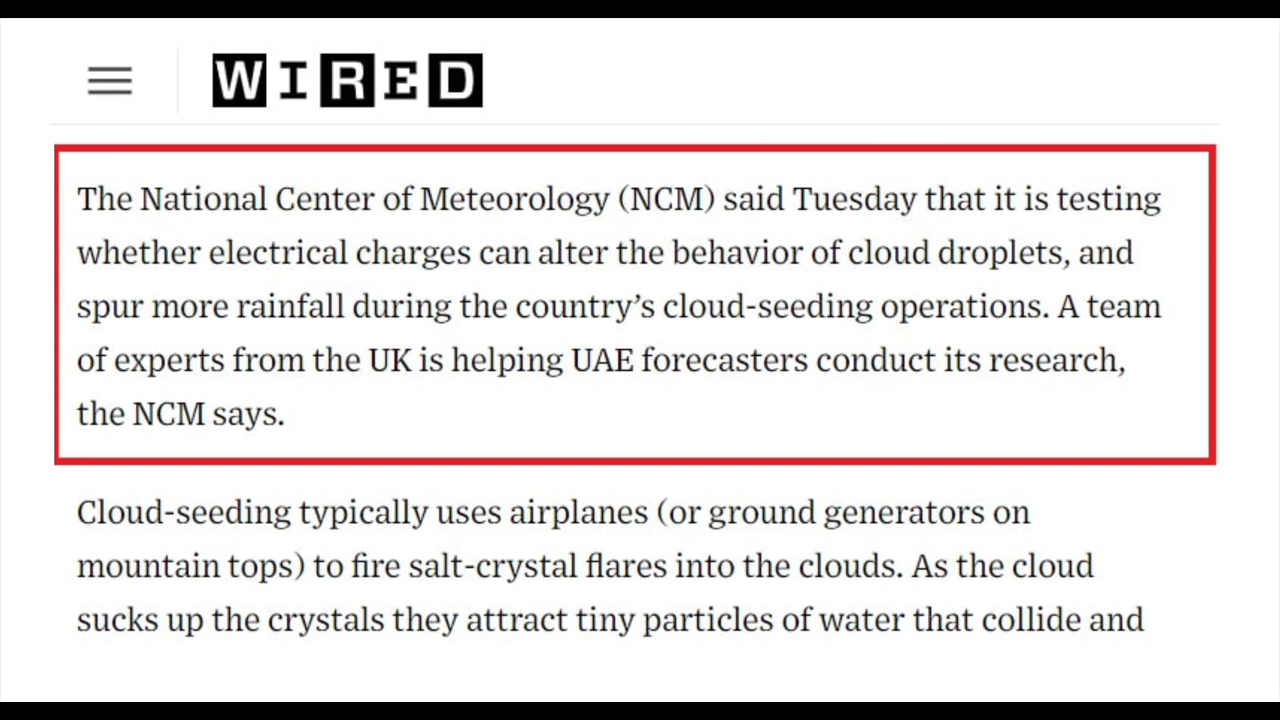 WIRED
The National Center of Meteorology (NCM) said Tuesday that it is testing
whether electrical charges can alter the behavior of cloud droplets, and
spur more rainfall during the country’s cloud-seeding operations. A team
of experts from the UK is helping UAE forecasters conduct its research,
the NCM says.
Cloud-seeding typically uses airplanes (or ground generators on
mountain tops) to fire salt-crystal flares into the clouds. As the cloud
sucks up the crystals they attract tiny particles of water that collide and